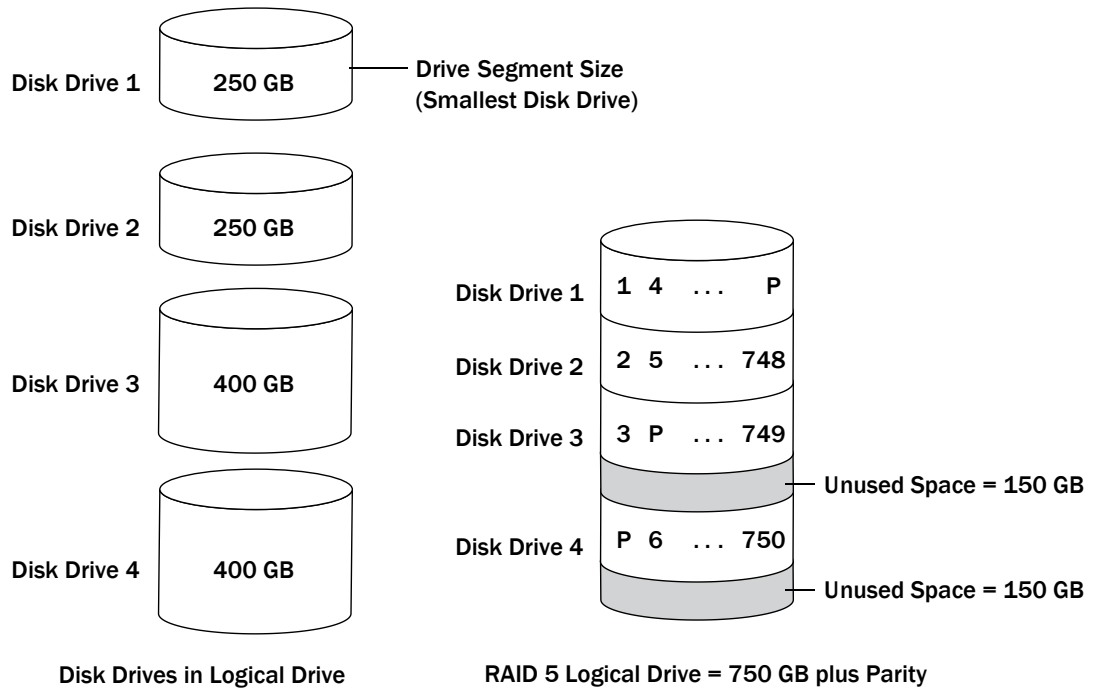 Disk Drive 1
250 GB
Drive Segment Size
(Smallest Disk Drive)
Disk Drive 2
250 GB
Disk Drive 3
400 GB
Disk Drive 4
400 GB
Disk Drives in Logical Drive
Disk Drive 1
1 4 ... P
Disk Drive 2
2 5 ... 748
Disk Drive 3
3 P ... 749
Unused Space = 150 GB
Disk Drive 4
P 6 ... 750
Unused Space = 150 GB
RAID 5 Logical Drive = 750 GB plus Parity